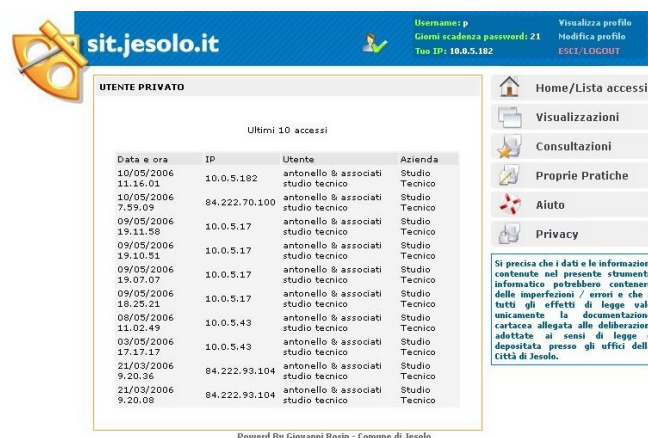 sit.jesolo.it
Username: p
Giorni scadenza password: 21
Tuo IP: 10.0.5.182
Visualizza profilo
Modifica profilo
ESCI/LOGOUT
UTENTE PRIVATO
Ultimi 10 accessi
Data e ora IP Utente Azienda
10/05/2006 11.16.01 10.0.5.182 antonello & associati studio tecnico Studio Tecnico
10/05/2006 7.59.09 84.222.70.100 antonello & associati studio tecnico Studio Tecnico
09/05/2006 19.11.58 10.0.5.17 antonello & associati studio tecnico Studio Tecnico
09/05/2006 19.10.51 10.0.5.17 antonello & associati studio tecnico Studio Tecnico
09/05/2006 19.07.07 10.0.5.17 antonello & associati studio tecnico Studio Tecnico
09/05/2006 18.25.21 10.0.5.17 antonello & associati studio tecnico Studio Tecnico
08/05/2006 11.02.49 10.0.5.43 antonello & associati studio tecnico Studio Tecnico
03/05/2006 17.17.17 10.0.5.43 antonello & associati studio tecnico Studio Tecnico
21/03/2006 9.20.36 84.222.93.104 antonello & associati studio tecnico Studio Tecnico
21/03/2006 9.20.08 84.222.93.104 antonello & associati studio tecnico Studio Tecnico
Home/Lista accessi
Visualizzazioni
Consultazioni
Proprie Pratiche
Aiuto
Privacy
Si precisa che i dati e le informazion
contenute nel presente strument
informatico potrebbero contener
delle imperfezioni / errori e che
tutti gli effetti di legge val
unicamente la documentazion
cartacea allegata alle deliberazion
adottate ai sensi di legge
depositata presso gli uffici dell
Città di Jesolo.
Powerd By Giovanni Rosin - Comune di Jesolo